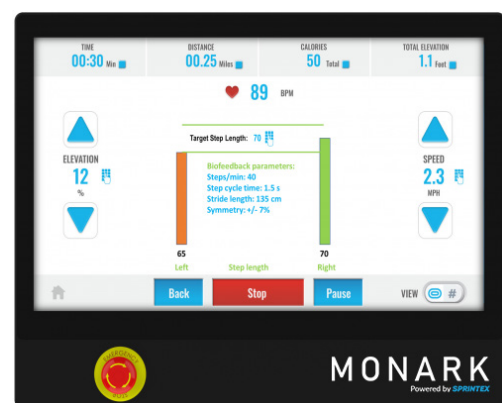 TIME DISTANCE CALORIES TOTAL ELEVATION
00:30 Min 00.25 Miles 50 Total 1.1 Feet
89 BPM
Target Step Length: 70
ELEVATION
12
%
Biofeedback parameters:
Steps/min: 40
Step cycle time: 1.5 s
Stride length: 135 cm
Symmetry: +/- 7%
SPEED
2.3
MPH
65 70
Left Step length Right
Back Stop Pause VIEW #
EMERGENCY
MONARK
Powered by SPRINTEX